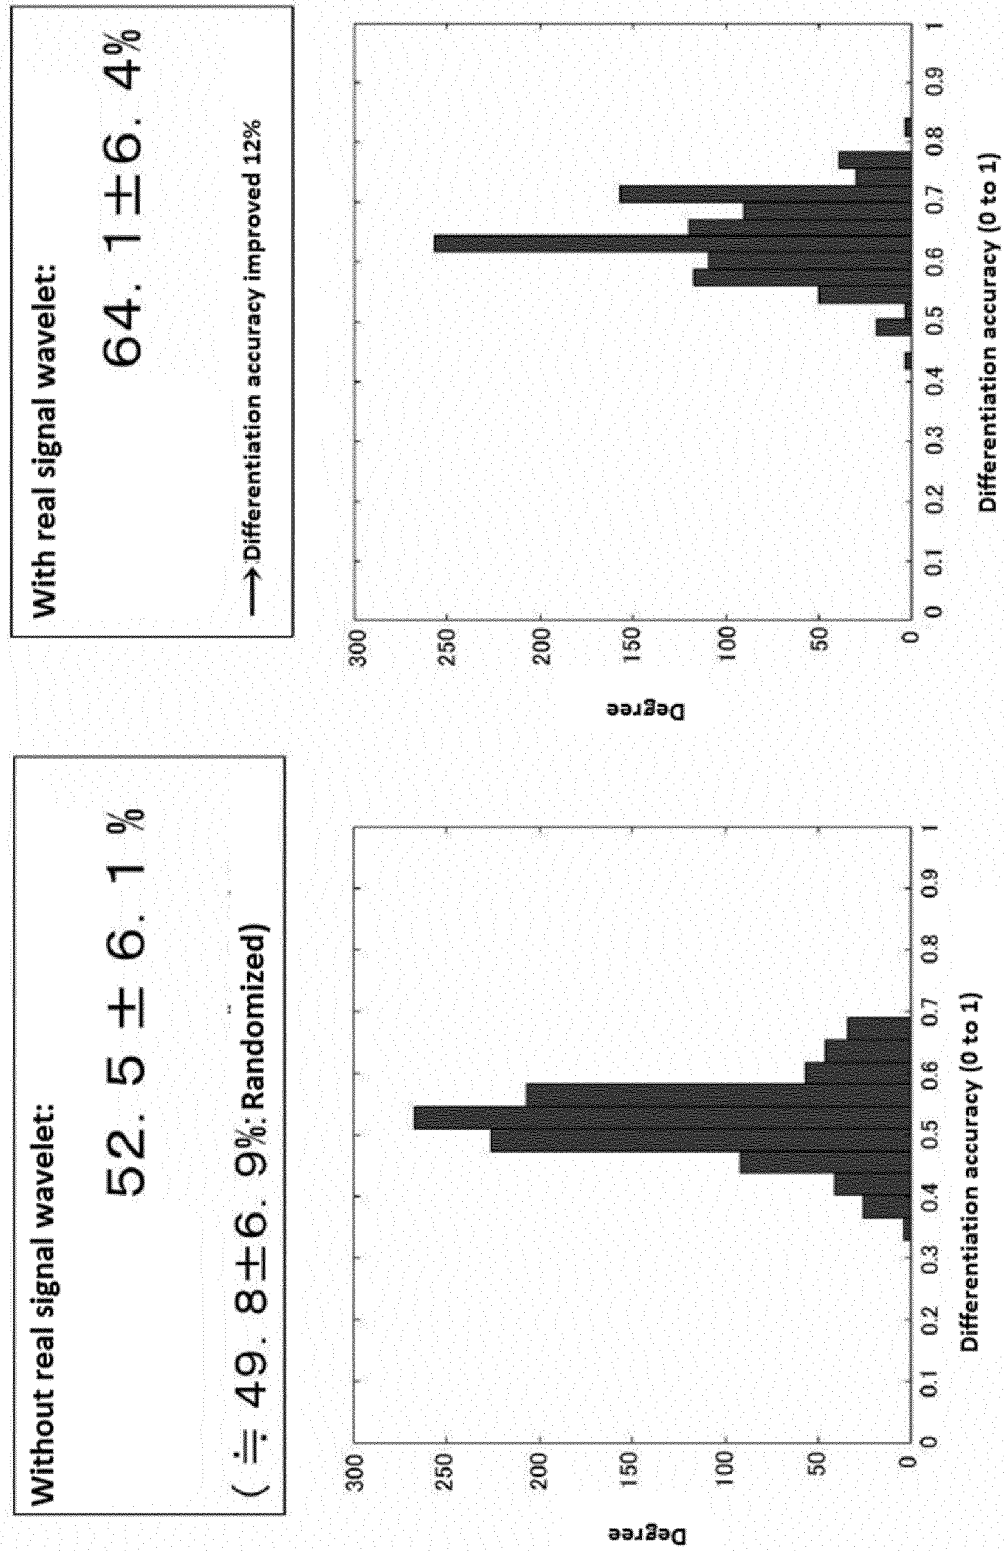 Without real signal wavelet:
52. 5 ± 6. 1 %
( ≒ 49. 8±6. 9%: Randomized)
Degree
300
250
200
150
100
50
0
0 0.1 0.2 0.3 0.4 0.5 0.6 0.7 0.8 0.9 1
Differentiation accuracy (0 to 1)
With real signal wavelet:
64. 1±6. 4%
→Differentiation accuracy improved 12%
Degree
300
250
200
150
100
50
0
0 0.1 0.2 0.3 0.4 0.5 0.6 0.7 0.8 0.9 1
Differentiation accuracy (0 to 1)